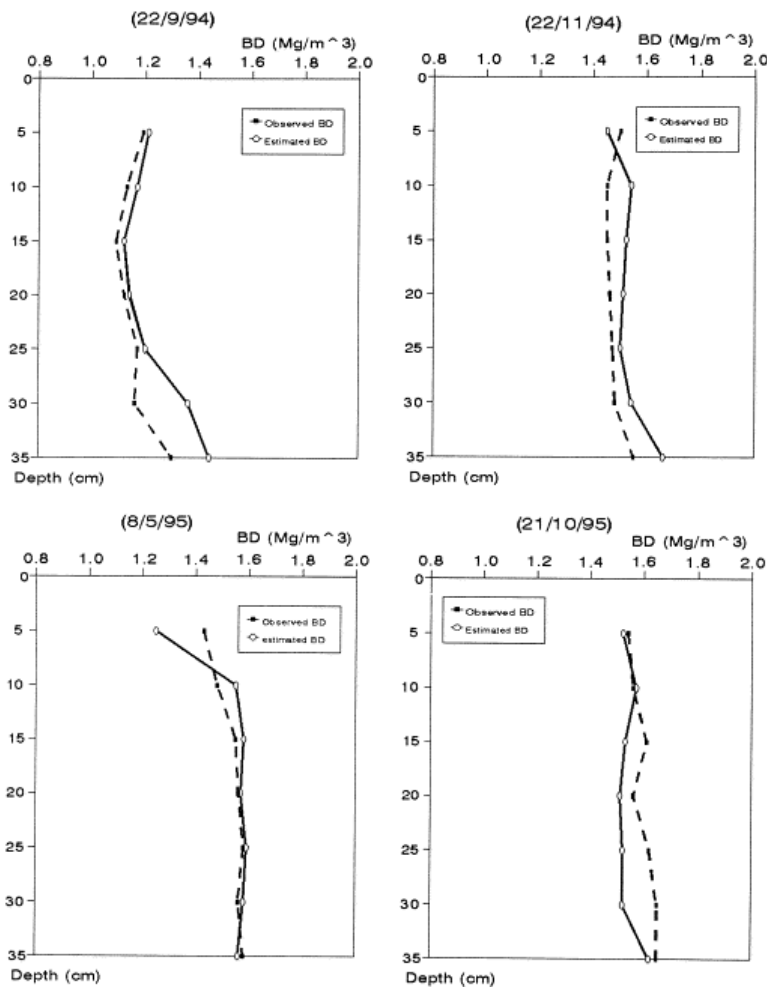 (22/9/94)
BD (Mg/m^3)
0.8 1.0 1.2 1.4 1.6 1.8 2.0
0
5
10
15
20
25
30
35
Observed BD
Estimated BD
Depth (cm)
(22/11/94)
BD (Mg/m^3)
0.8 1.0 1.2 1.4 1.6 1.8 2.0
0
5
10
15
20
25
30
35
Observed BD
Estimated BD
Depth (cm)
(8/5/95)
BD (Mg/m^3)
0.8 1.0 1.2 1.4 1.6 1.8 2.0
0
5
10
15
20
25
30
35
Observed BD
estimated BD
Depth (cm)
(21/10/95)
BD (Mg/m^3)
0.8 1.0 1.2 1.4 1.6 1.8 2.0
0
5
10
15
20
25
30
35
Observed BD
Estimated BD
Depth (cm)